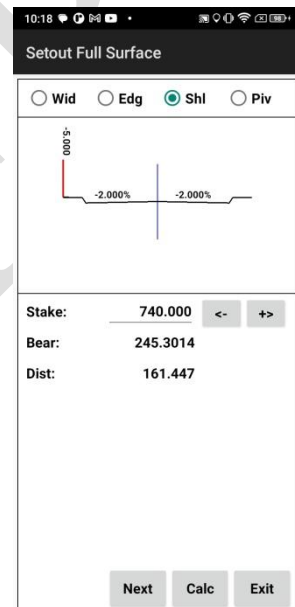 10:18
98
Setout Full Surface
Wid Edg Shl Piv
-5.000
-2.000% -2.000%
Stake: 740.000 <- +>
Bear: 245.3014
Dist: 161.447
Next Calc Exit